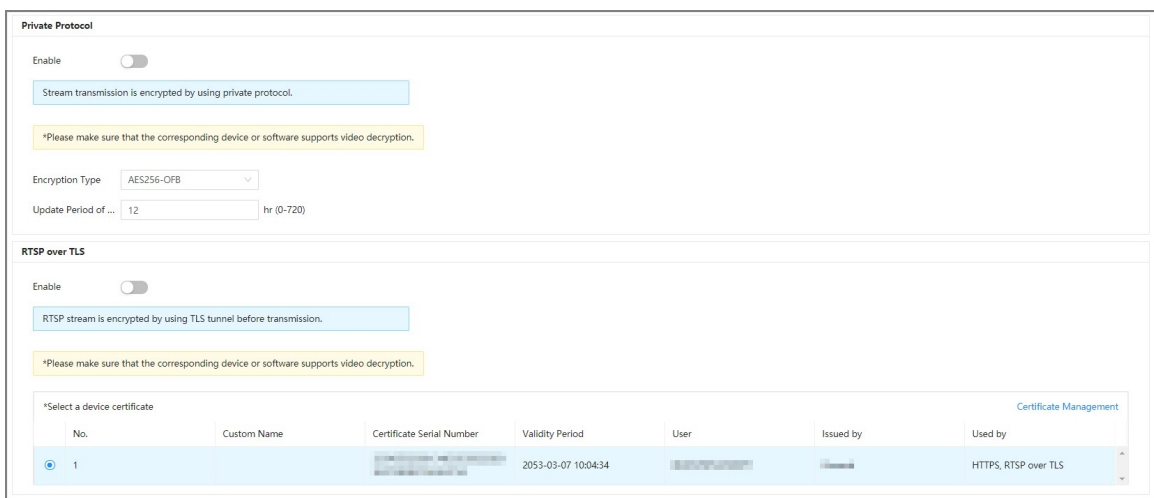 Private Protocol
Enable
Stream transmission is encrypted by using private protocol.
*Please make sure that the corresponding device or software supports video decryption.
Encryption Type AES256-OFB
Update Period of ... 12 hr (0-720)
RTSP over TLS
Enable
RTSP stream is encrypted by using TLS tunnel before transmission.
*Please make sure that the corresponding device or software supports video decryption.
*Select a device certificate Certificate Management
No. Custom Name Certificate Serial Number Validity Period User Issued by Used by
1 2053-03-07 10:04:34 HTTPS, RTSP over TLS